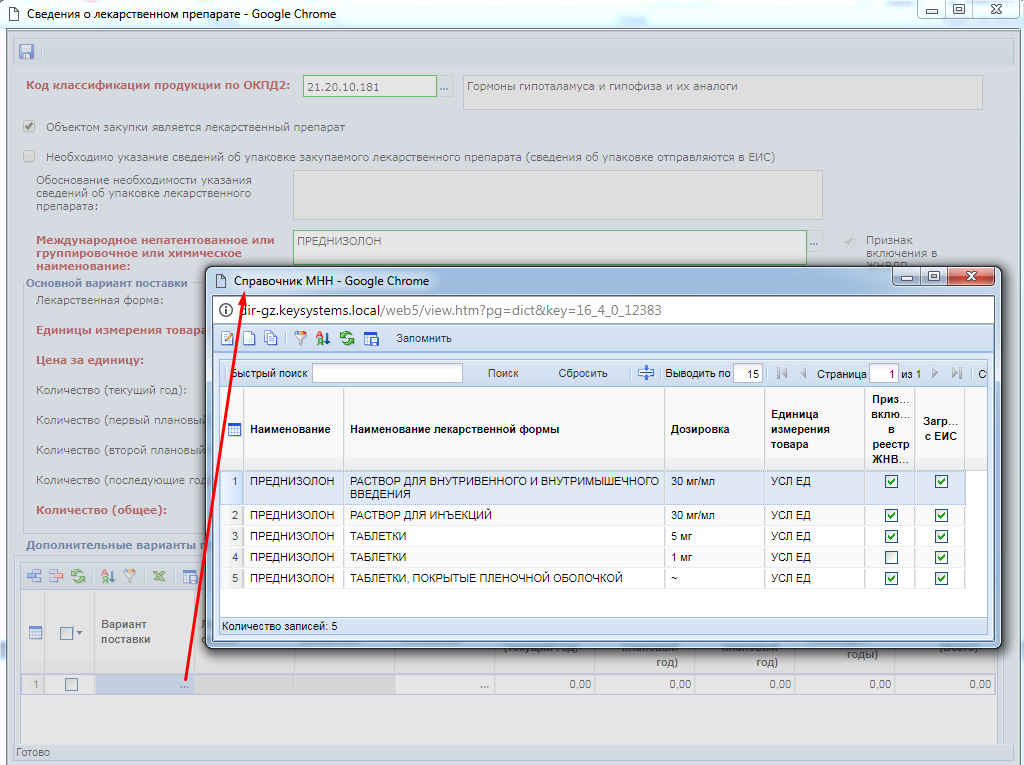 Сведения о лекарственном препарате - Google Chrome
Код классификации продукции по ОКПД2: 21.20.10.181 ... Гормоны гипоталамуса и гипофиза и их аналоги
Объектом закупки является лекарственный препарат
Необходимо указание сведений об упаковке закупаемого лекарственного препарата (сведения об упаковке отправляются в ЕИС)
Обоснование необходимости указания
сведений об упаковке лекарственного
препарата:
Международное непатентованное или
группировочное или химическое
наименование:
ПРЕДНИЗОЛОН ...
Признак
включения в
ЖНВЛП
Основной вариант поставки
Лекарственная форма:
Единицы измерения товара
Цена за единицу:
Количество (текущий год):
Количество (первый планов
Количество (второй плановый
Количество (последующие год
Количество (общее):
Дополнительные варианты п
Справочник МНН - Google Chrome
dir-gz.keysystems.local/web5/view.htm?pg=dict&key=16_4_0_12383
Запомнить
Быстрый поиск Поиск Сбросить Выводить по 15 Страница 1 из 1 Ст
Наименование Наименование лекарственной формы Дозировка
Единица
измерения
товара
Приз...
вклю...
в
реестр
ЖНВ...
Загр...
с ЕИС
1 ПРЕДНИЗОЛОН РАСТВОР ДЛЯ ВНУТРИВЕННОГО И ВНУТРИМЫШЕЧНОГО
ВВЕДЕНИЯ 30 мг/мл УСЛ ЕД
2 ПРЕДНИЗОЛОН РАСТВОР ДЛЯ ИНЪЕКЦИЙ 30 мг/мл УСЛ ЕД
3 ПРЕДНИЗОЛОН ТАБЛЕТКИ 5 мг УСЛ ЕД
4 ПРЕДНИЗОЛОН ТАБЛЕТКИ 1 мг УСЛ ЕД
5 ПРЕДНИЗОЛОН ТАБЛЕТКИ, ПОКРЫТЫЕ ПЛЕНОЧНОЙ ОБОЛОЧКОЙ ~ УСЛ ЕД
Количество записей: 5
Вариант
поставки
(текущий год)
плановый
год)
плановый
год)
годы)
(всего)
1 ... ... 0,00 0,00 0,00 0,00 0,00
Готово